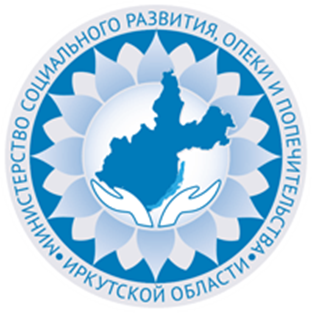 МИНИСТЕРСТВО СОЦИАЛЬНОГО РАЗВИТИЯ, ОПЕКИ И ПОПЕЧИТЕЛЬСТВА
• ИРКУТСКОЙ ОБЛАСТИ •